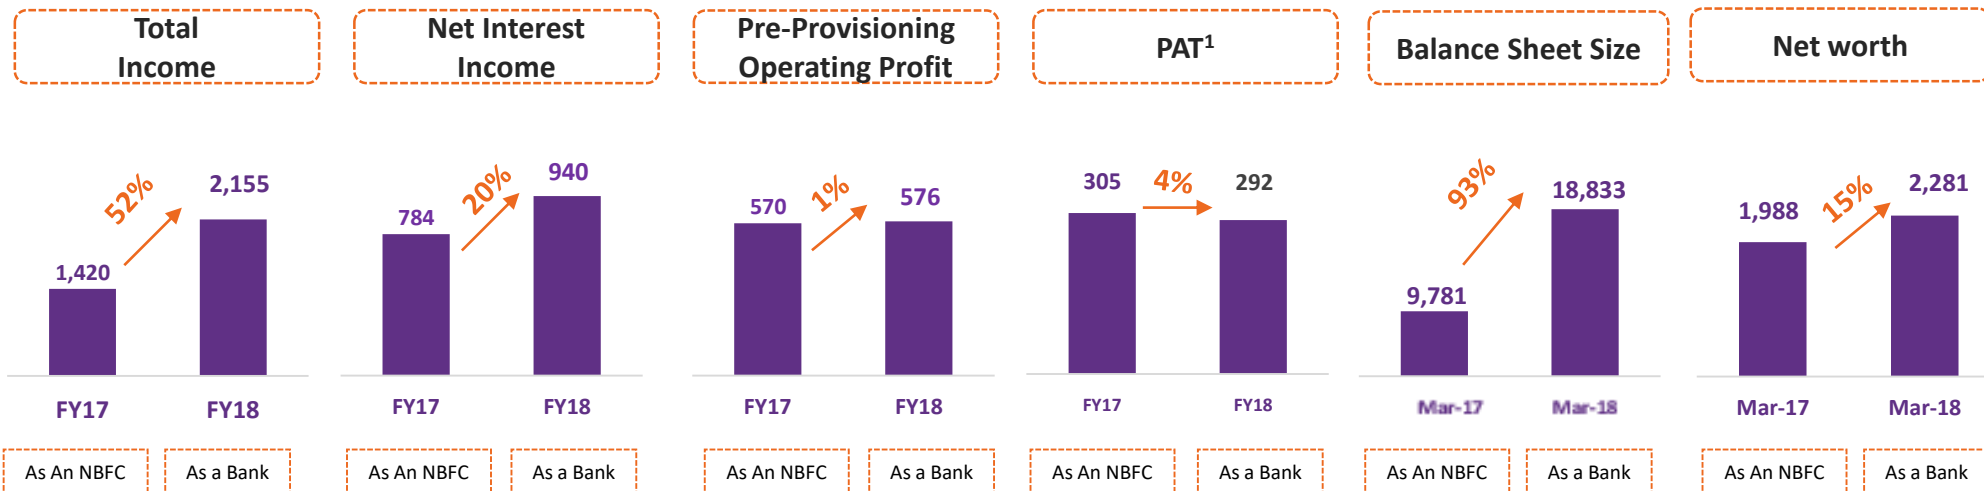 Total
Income
Net Interest
Income
Pre-Provisioning
Operating Profit
PAT1
Balance Sheet Size
Net worth
52%
2,155
1,420
FY17
FY18
As An NBFC
As a Bank
20%
940
784
FY17
FY18
As An NBFC
As a Bank
1%
570
576
FY17
FY18
As An NBFC
As a Bank
305
4%
292
FY17
FY18
As An NBFC
As a Bank
93%
18,833
9,781
Mar-17
Mar-18
As An NBFC
As a Bank
15%
2,281
1,988
Mar-17
Mar-18
As An NBFC
As a Bank